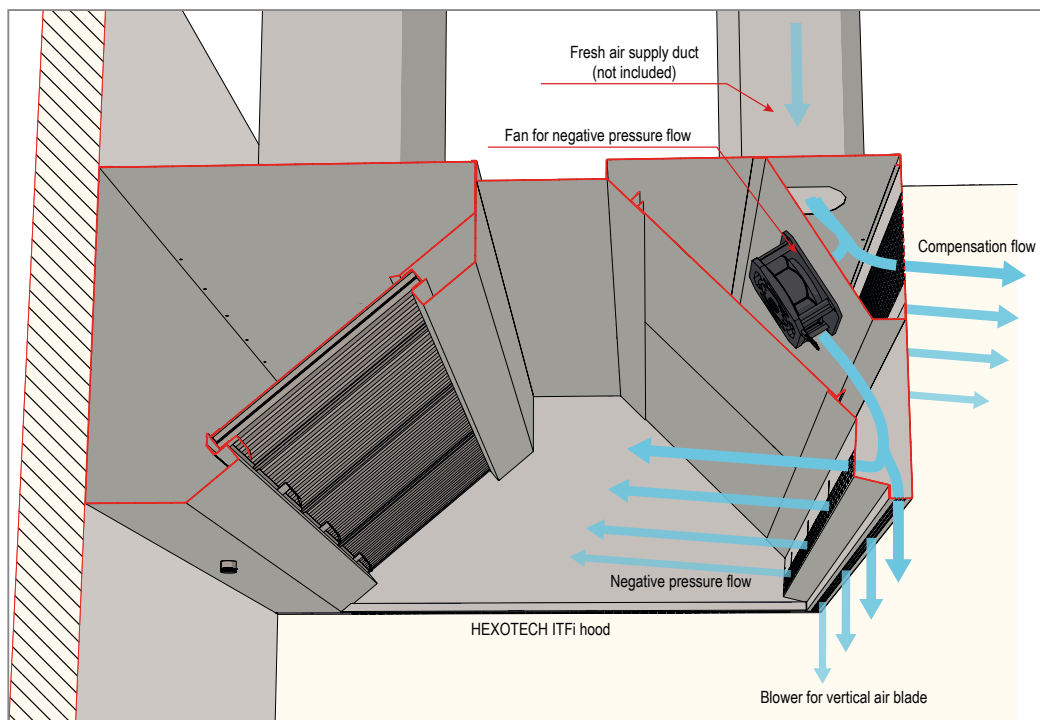 Fresh air supply duct
(not included)
Fan for negative pressure flow
Compensation flow
Negative pressure flow
HEXOTECH ITFi hood
Blower for vertical air blade